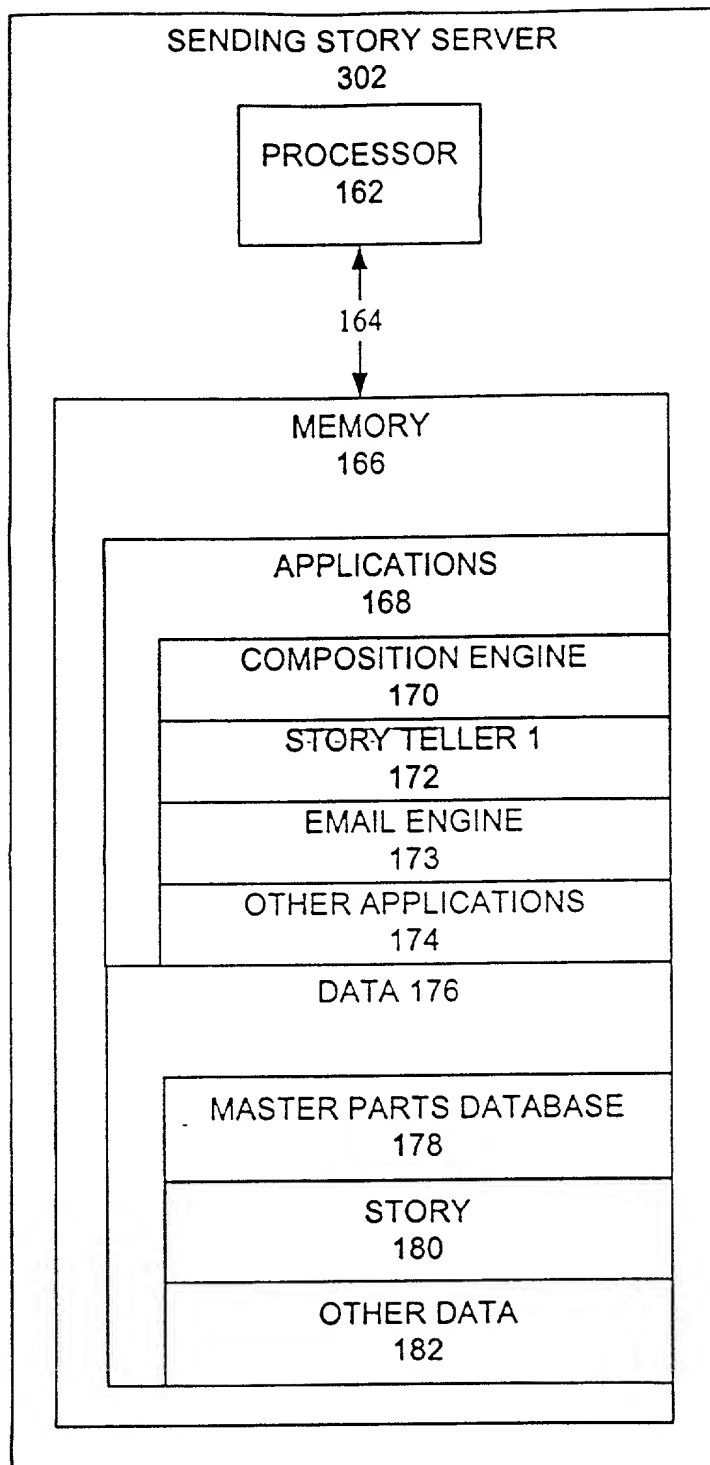 SENDING STORY SERVER
302
PROCESSOR
162
164
MEMORY
166
APPLICATIONS
168
COMPOSITION ENGINE
170
STORY TELLER 1
172
EMAIL ENGINE
173
OTHER APPLICATIONS
174
DATA 176
MASTER PARTS DATABASE
178
STORY
180
OTHER DATA
182